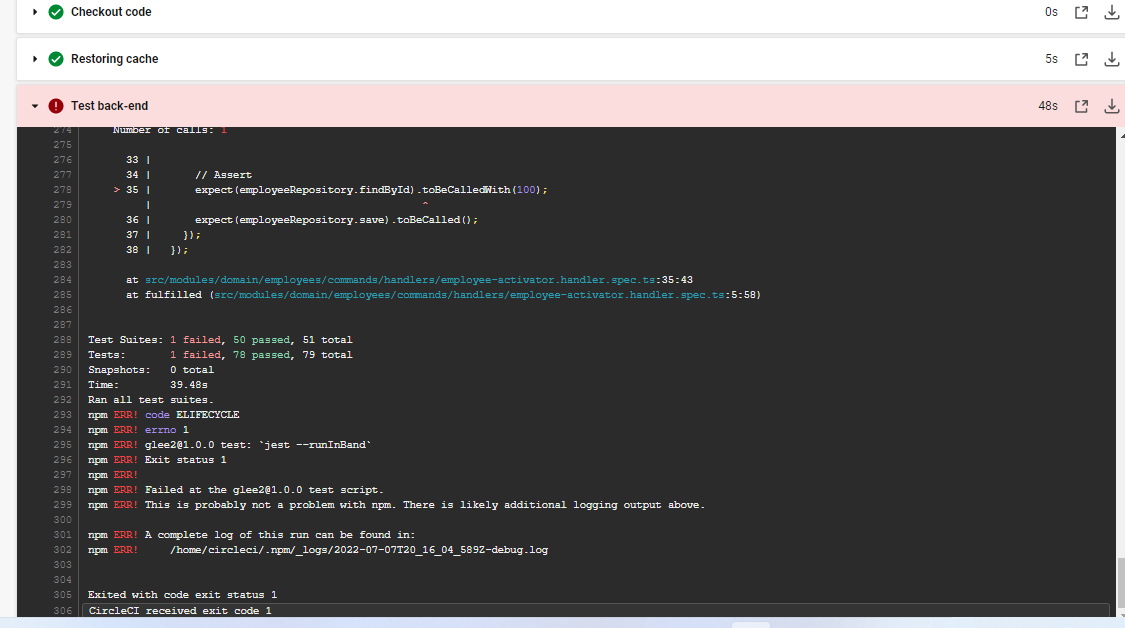 Checkout code 0s
Restoring cache 5s
Test back-end 48s
274 Number of calls: 1
275
276 33 |
277 34 | // Assert
278 > 35 | expect(employeeRepository.findById).toBeCalledWith(100);
279 | ^
280 36 | expect(employeeRepository.save).toBeCalled();
281 37 | });
282 38 | });
283
284 at src/modules/domain/employees/commands/handlers/employee-activator.handler.spec.ts:35:43
285 at fulfilled (src/modules/domain/employees/commands/handlers/employee-activator.handler.spec.ts:5:58)
286
287
288 Test Suites: 1 failed, 50 passed, 51 total
289 Tests: 1 failed, 78 passed, 79 total
290 Snapshots: 0 total
291 Time: 39.48s
292 Ran all test suites.
293 npm ERR! code ELIFECYCLE
294 npm ERR! errno 1
295 npm ERR! glee2@1.0.0 test: `jest --runInBand`
296 npm ERR! Exit status 1
297 npm ERR!
298 npm ERR! Failed at the glee2@1.0.0 test script.
299 npm ERR! This is probably not a problem with npm. There is likely additional logging output above.
300
301 npm ERR! A complete log of this run can be found in:
302 npm ERR! /home/circleci/.npm/_logs/2022-07-07T20_16_04_589Z-debug.log
303
304
305 Exited with code exit status 1
306 CircleCI received exit code 1